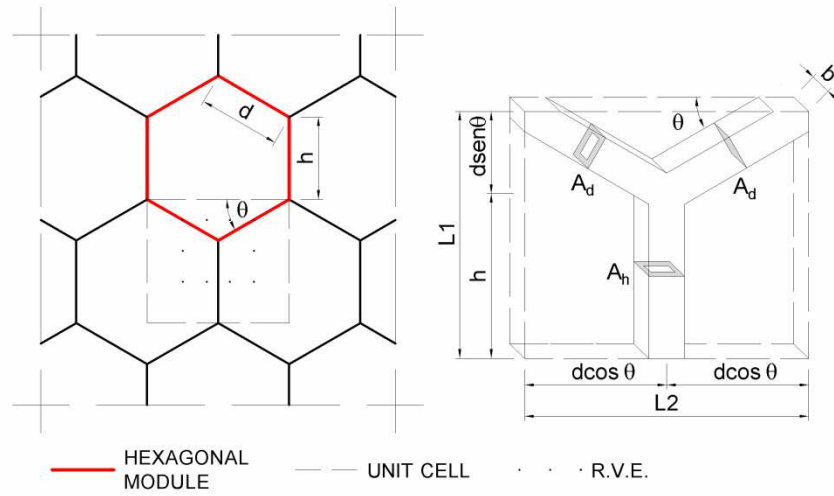 d
h
θ
HEXAGONAL
MODULE
UNIT CELL
R.V.E.
b
θ
dsenθ
A_d
A_d
L1
h
A_h
dcos θ
dcos θ
L2